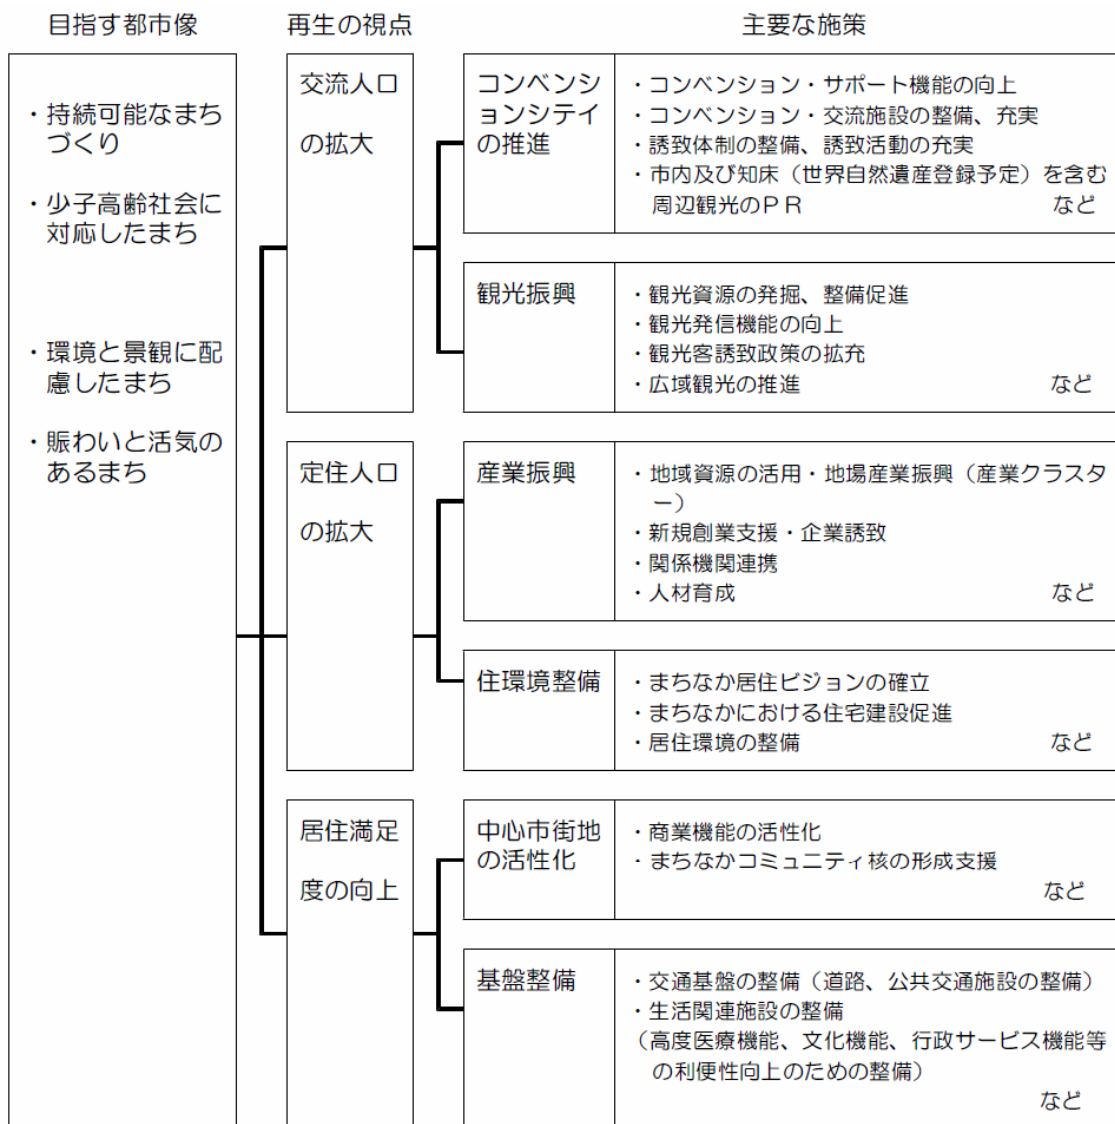 目指す都市像
再生の視点
主要な施策
・持続可能なまち
づくり
・少子高齢社会に
対応したまち
・環境と景観に配
慮したまち
・賑わいと活気の
あるまち
交流人口
の拡大
コンベンシ
ョンシテイ
の推進
・コンベンション・サポート機能の向上
・コンベンション・交流施設の整備、充実
・誘致体制の整備、誘致活動の充実
・市内及び知床（世界自然遺産登録予定）を含む
周辺観光のＰＲ など
観光振興
・観光資源の発掘、整備促進
・観光発信機能の向上
・観光客誘致政策の拡充
・広域観光の推進 など
定住人口
の拡大
産業振興
・地域資源の活用・地場産業振興（産業クラスタ
ー）
・新規創業支援・企業誘致
・関係機関連携
・人材育成 など
住環境整備
・まちなか居住ビジョンの確立
・まちなかにおける住宅建設促進
・居住環境の整備 など
居住満足
度の向上
中心市街地
の活性化
・商業機能の活性化
・まちなかコミュニティ核の形成支援
など
基盤整備
・交通基盤の整備（道路、公共交通施設の整備）
・生活関連施設の整備
（高度医療機能、文化機能、行政サービス機能等
の利便性向上のための整備）
など